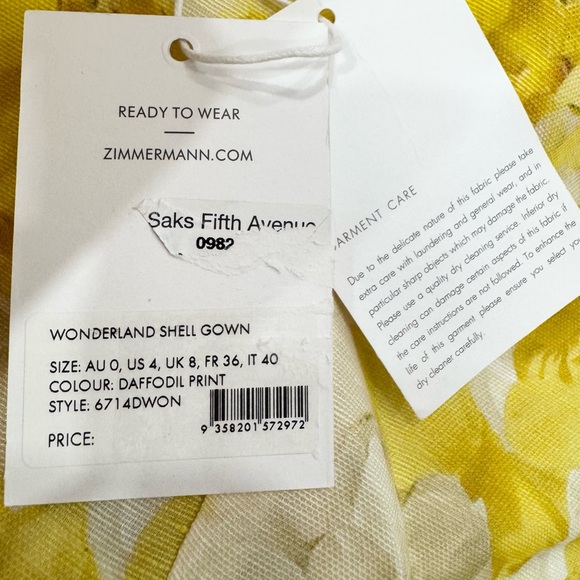 READY TO WEAR
ZIMMERMANN.COM
Saks Fifth Avenue
0982
WONDERLAND SHELL GOWN
SIZE: AU 0, US 4, UK 8, FR 36, IT 40
COLOUR: DAFFODIL PRINT
STYLE: 6714DWON
PRICE:
9 358201 572972
GARMENT CARE
Due to the delicate nature of this fabric please take
extra care with laundering and general wear, and in
particular sharp objects which may damage the fabric.
Please use a quality dry cleaning service. Inferior dry
cleaning can damage certain aspects of this fabric if
the care instructions are not followed. To enhance the
life of this garment please ensure you select your
dry cleaner carefully.